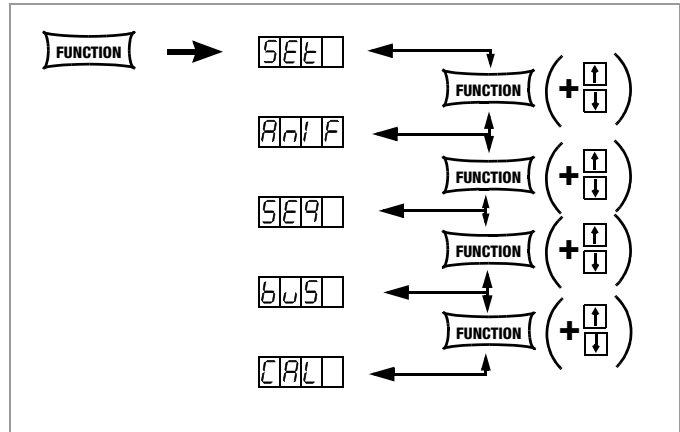 FUNCTION
SEt
FUNCTION (+↑↓)
AnIF
FUNCTION (+↑↓)
SEq
FUNCTION (+↑↓)
buS
FUNCTION (+↑↓)
CAL